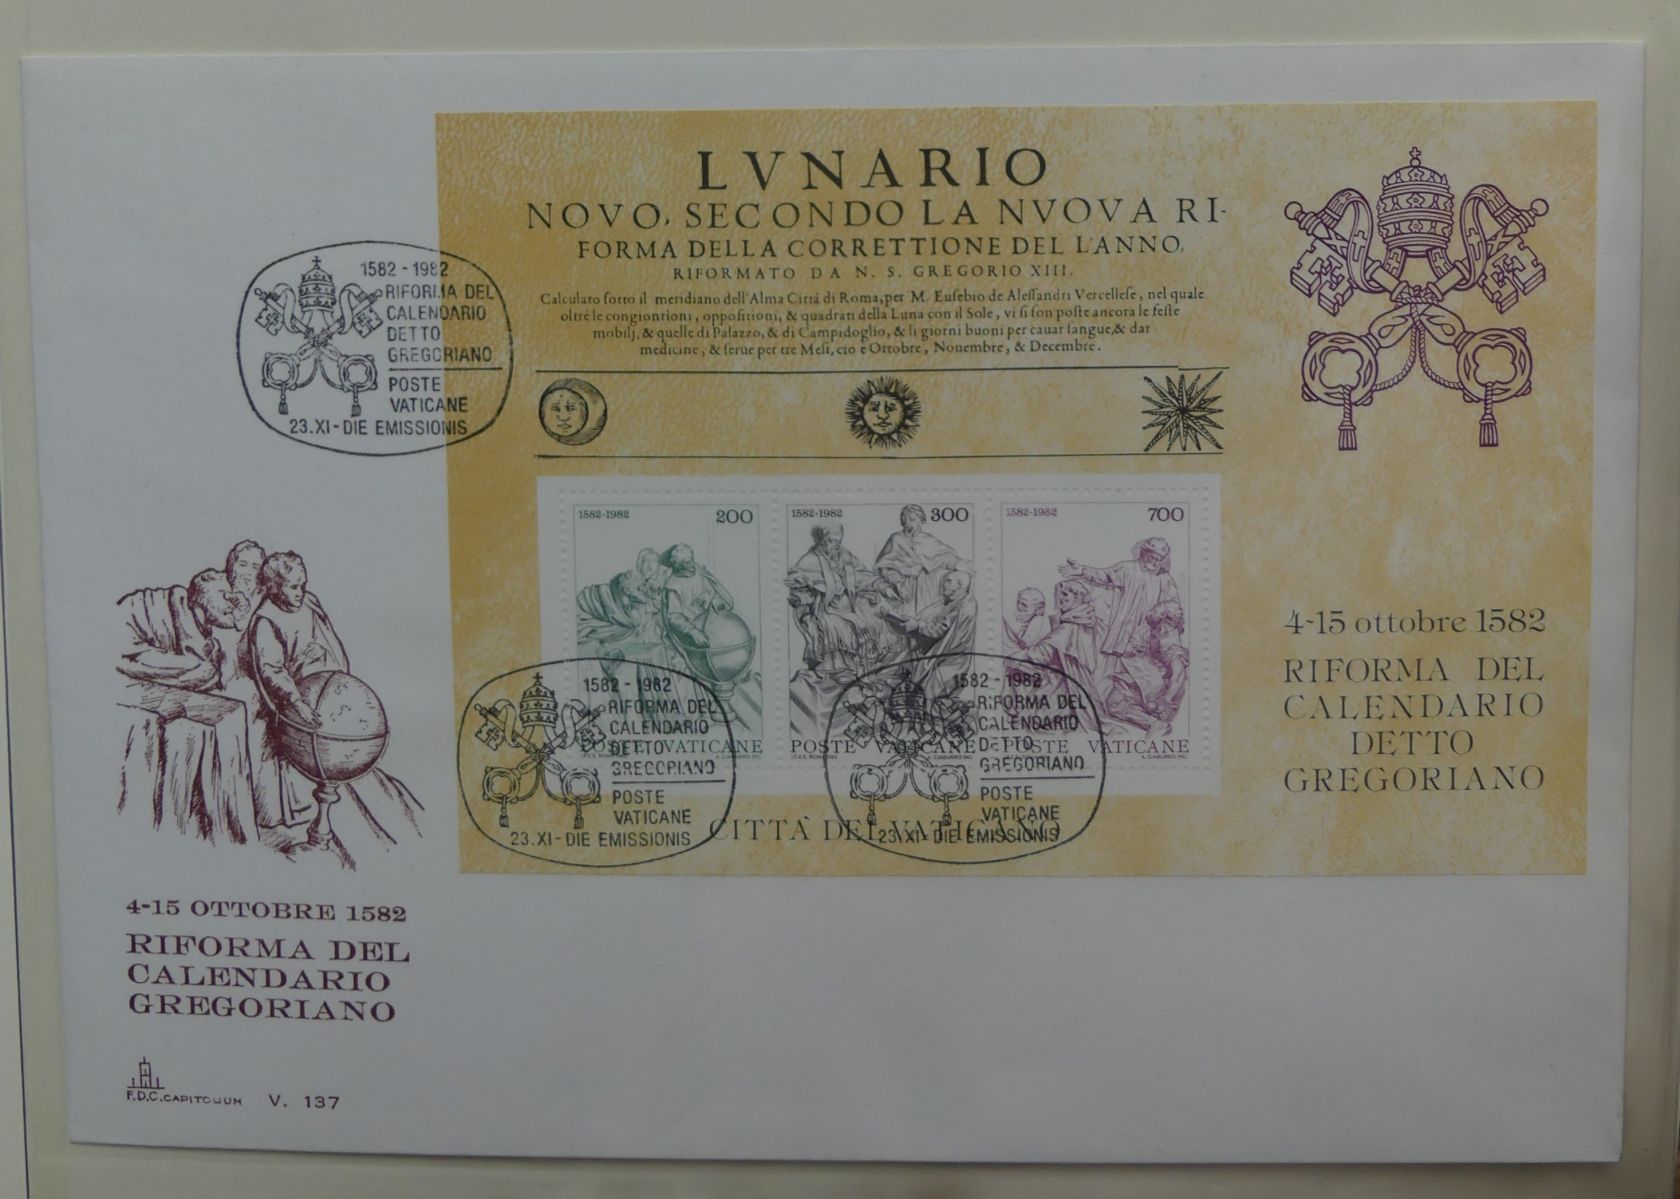 LVNARIO
NOVO, SECONDO LA NVOVA RI-
FORMA DELLA CORRETTIONE DEL L'ANNO,
RIFORMATO DA N. S. GREGORIO XIII.
Calculato sotto il meridiano dell'Alma Città di Roma, per M. Eusebio de Alessandri Vercellese, nel quale
oltre le congiontioni, oppositioni, & quadrati della Luna con il Sole, vi si son poste ancora le feste
mobilj, & quelle di Palazzo, & di Campidoglio, & li giorni buoni per cauar sangue, & dar
medicine, & serue per tre Mesi, cio e Ottobre, Nouembre, & Decembre.
1582-1982
RIFORMA DEL
CALENDARIO
DETTO
GREGORIANO
POSTE
VATICANE
23.XI-DIE EMISSIONIS
1582-1982 200
POSTE VATICANE
1582-1982 300
POSTE VATICANE
1582-1982 700
POSTE VATICANE
1582-1982
RIFORMA DEL
CALENDARIO
DETTO
GREGORIANO
POSTE
VATICANE
23.XI-DIE EMISSIONIS
1582-1982
RIFORMA DEL
CALENDARIO
DETTO
GREGORIANO
POSTE
VATICANE
23.XI-DIE EMISSIONIS
CITTÀ DEL VATICANO
4-15 ottobre 1582
RIFORMA DEL
CALENDARIO
DETTO
GREGORIANO
4-15 OTTOBRE 1582
RIFORMA DEL
CALENDARIO
GREGORIANO
F.D.C. CAPITOLIUM V. 137